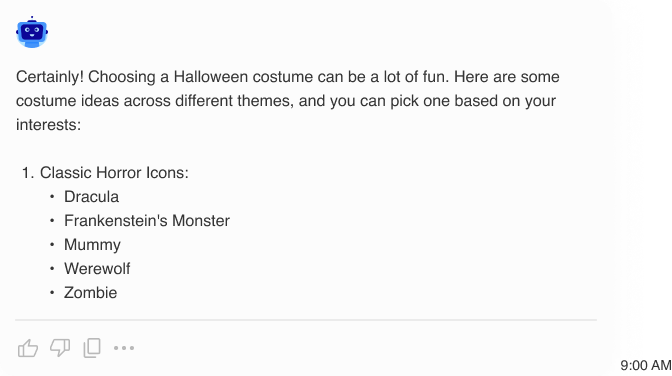 Certainly! Choosing a Halloween costume can be a lot of fun. Here are some
costume ideas across different themes, and you can pick one based on your
interests:
1. Classic Horror Icons:
• Dracula
• Frankenstein's Monster
• Mummy
• Werewolf
• Zombie
9:00 AM